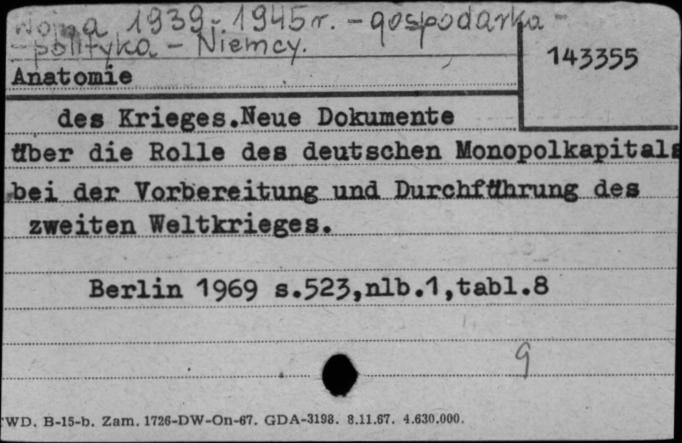 Wojna 1939-1945 r. - gospodarka -
- polityka - Niemcy.
143355
Anatomie
des Krieges.Neue Dokumente
über die Rolle des deutschen Monopolkapitals
bei der Vorbereitung und Durchführung des
zweiten Weltkrieges.
Berlin 1969 s.523,nlb.1,tabl.8
9
WD. B-15-b. Zam. 1726-DW-On-67. GDA-3198. 8.11.67. 4.630.000.